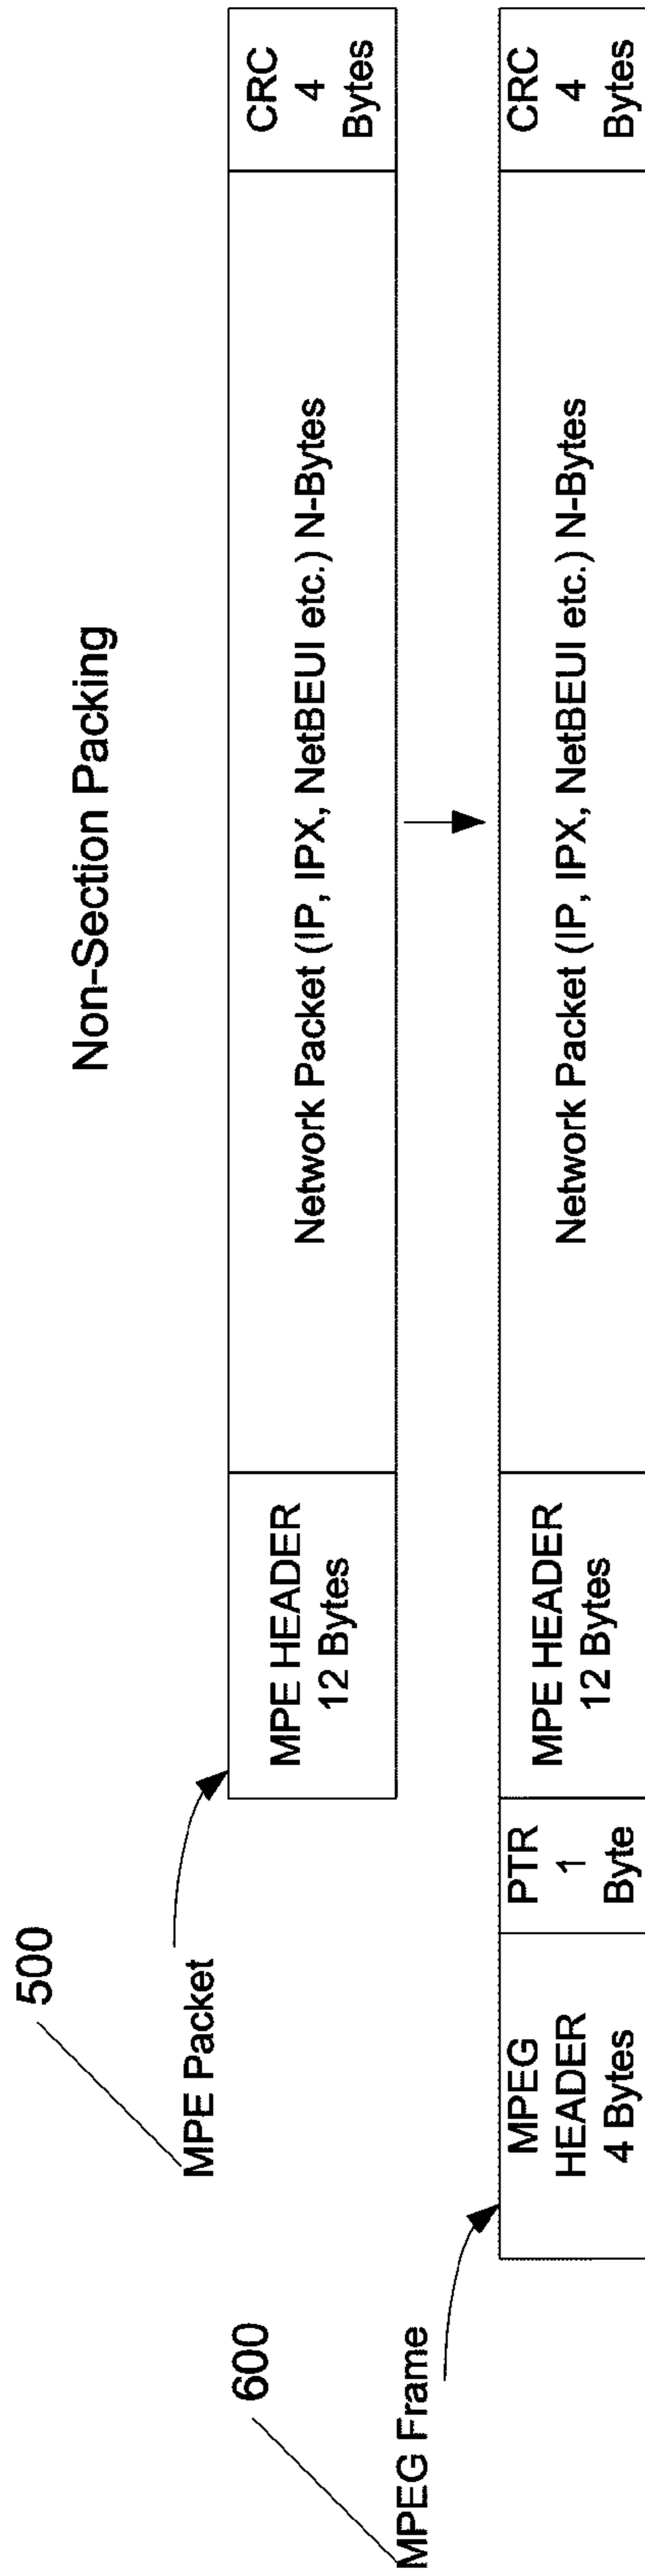 Non-Section Packing
500
MPE Packet
MPE HEADER
12 Bytes
Network Packet (IP, IPX, NetBEUI etc.) N-Bytes
CRC
4
Bytes
600
MPEG Frame
MPEG
HEADER
4 Bytes
PTR
1
Byte
MPE HEADER
12 Bytes
Network Packet (IP, IPX, NetBEUI etc.) N-Bytes
CRC
4
Bytes